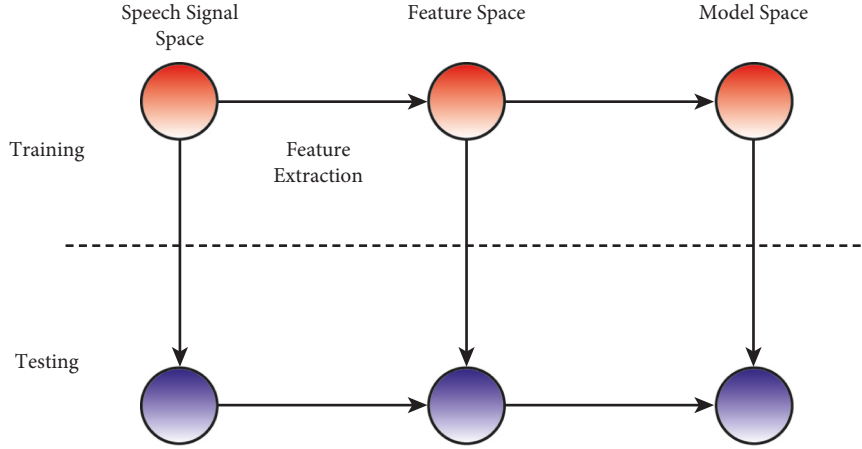 Speech Signal
Space
Feature Space
Model Space
Training
Feature
Extraction
Testing